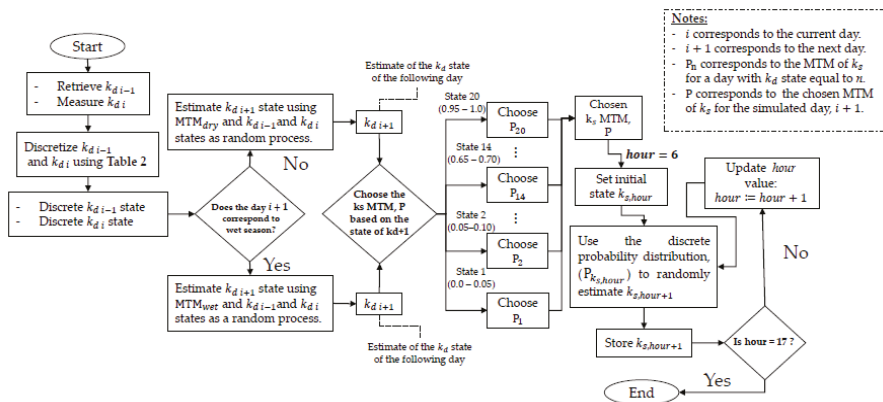 Start
- Retrieve k_{d i−1}
- Measure k_{d i}
Discretize k_{d i−1}
and k_{d i} using Table 2
- Discrete k_{d i−1} state
- Discrete k_{d i} state
Does the day i + 1
correspond to
wet season?
No
Estimate k_{d i+1} state using
MTM_{dry} and k_{d i−1}and k_{d i}
states as random process.
Yes
Estimate k_{d i+1} state using
MTM_{wet} and k_{d i−1}and k_{d i}
states as a random process.
Estimate of the k_d state
of the following day
k_{d i+1}
k_{d i+1}
Estimate of the k_d state
of the following day
Choose the
ks MTM, P
based on the
state of kd+1
State 20
(0.95 – 1.0)
Choose
P_{20}
⋮
State 14
(0.65 – 0.70)
Choose
P_{14}
⋮
State 2
(0.05–0.10)
Choose
P_2
State 1
(0.0 – 0.05)
Choose
P_1
Chosen
k_s MTM,
P
hour = 6
Set initial
state k_{s,hour}
Use the discrete
probability distribution,
(P_{k_{s,hour}}) to randomly
estimate k_{s,hour+1}
Store k_{s,hour+1}
Is hour = 17 ?
No
Update hour
value:
hour ≔ hour + 1
Yes
End
Notes:
- i corresponds to the current day.
- i + 1 corresponds to the next day.
- P_n corresponds to the MTM of k_s
for a day with k_d state equal to n.
- P corresponds to the chosen MTM
of k_s for the simulated day, i + 1.